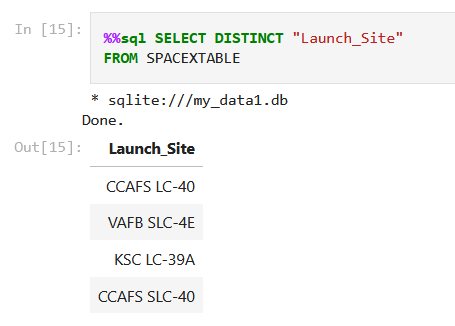 In [15]:
%%sql SELECT DISTINCT "Launch_Site"
FROM SPACEXTABLE
* sqlite:///my_data1.db
Done.
Out[15]:
Launch_Site
CCAFS LC-40
VAFB SLC-4E
KSC LC-39A
CCAFS SLC-40